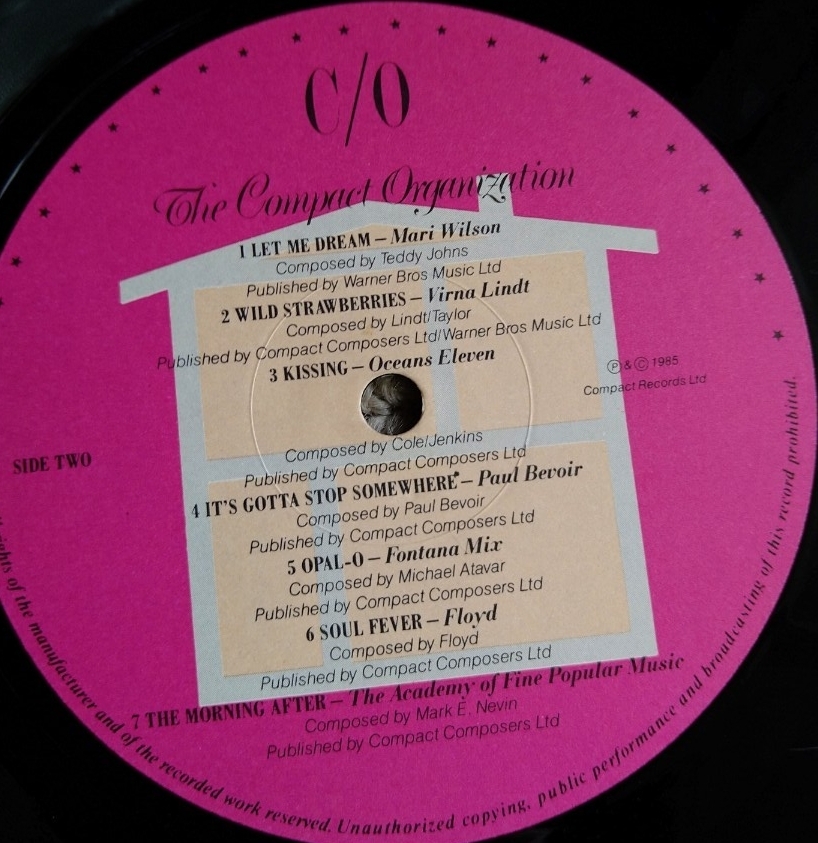 C/O
The Compact Organization
1 LET ME DREAM – Mari Wilson
Composed by Teddy Johns
Published by Warner Bros Music Ltd
2 WILD STRAWBERRIES – Virna Lindt
Composed by Lindt/Taylor
Published by Compact Composers Ltd/Warner Bros Music Ltd
3 KISSING – Oceans Eleven
Ⓟ & © 1985
Compact Records Ltd
Composed by Cole/Jenkins
Published by Compact Composers Ltd
SIDE TWO
4 IT'S GOTTA STOP SOMEWHERE – Paul Bevoir
Composed by Paul Bevoir
Published by Compact Composers Ltd
5 OPAL-O – Fontana Mix
Composed by Michael Atavar
Published by Compact Composers Ltd
6 SOUL FEVER – Floyd
Composed by Floyd
Published by Compact Composers Ltd
7 THE MORNING AFTER – The Academy of Fine Popular Music
Composed by Mark E. Nevin
Published by Compact Composers Ltd
rights of the manufacturer and of the recorded work reserved. Unauthorized copying, public performance and broadcasting of this record prohibited.